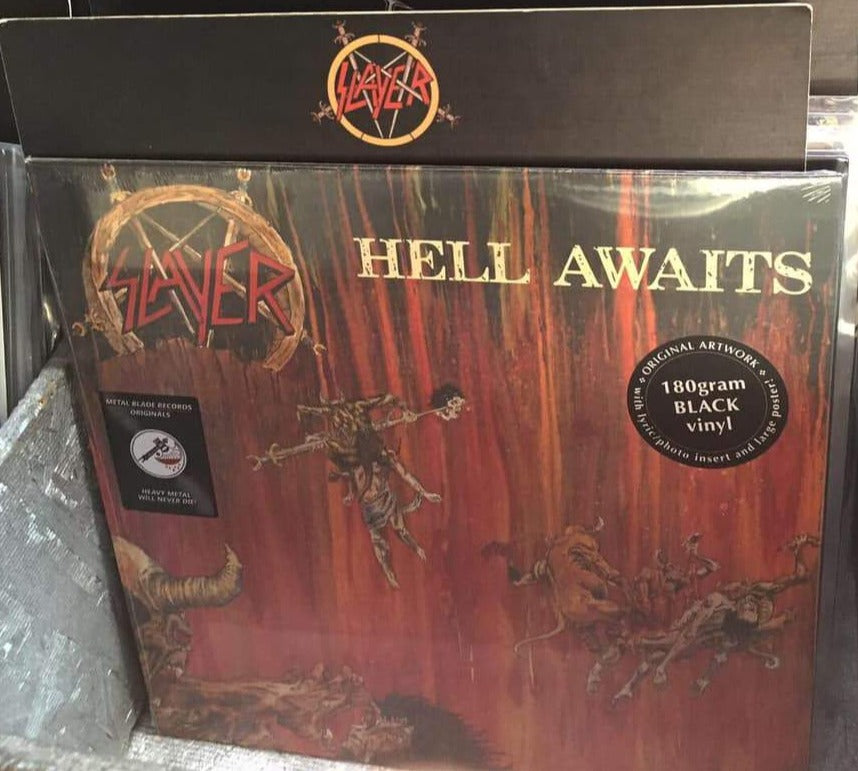 SLAYER
SLAYER
HELL AWAITS
ORIGINAL ARTWORK
180gram
BLACK
vinyl
with lyric/photo insert and large poster!
METAL BLADE RECORDS
ORIGINALS
HEAVY METAL
WILL NEVER DIE!